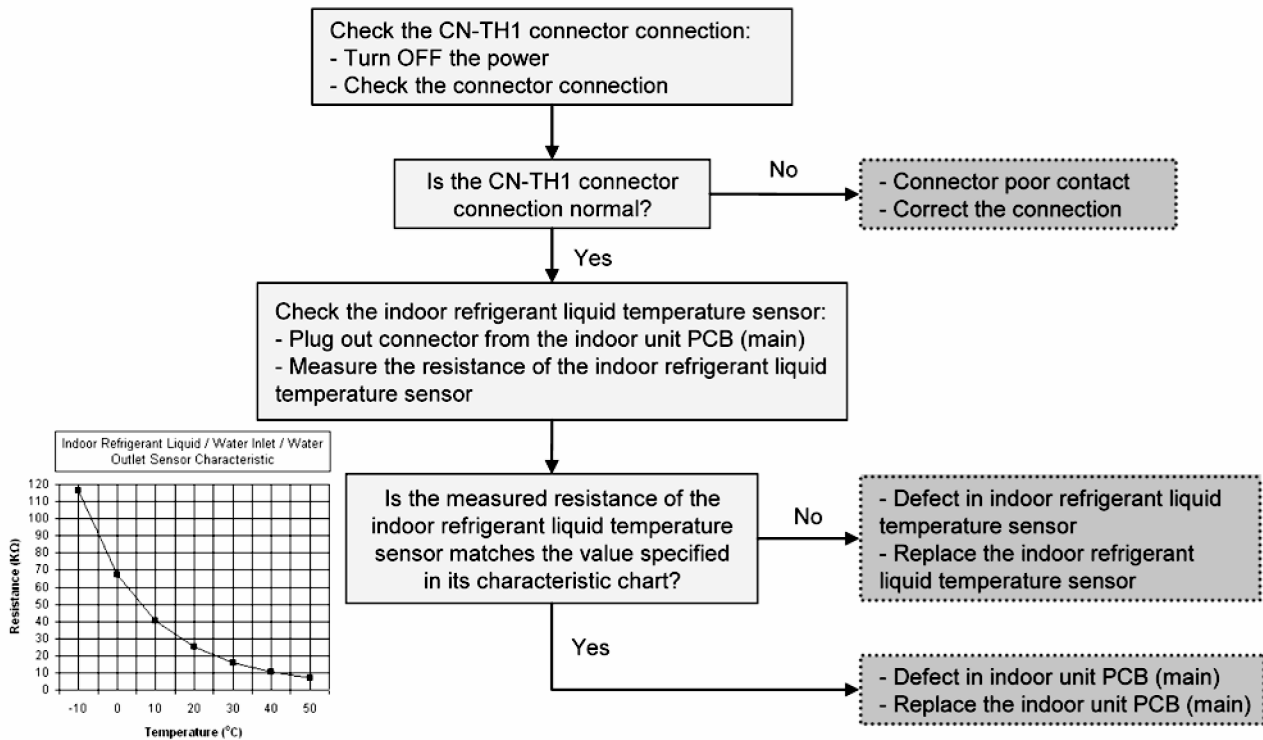 Check the CN-TH1 connector connection:
- Turn OFF the power
- Check the connector connection
Is the CN-TH1 connector
connection normal?
No
- Connector poor contact
- Correct the connection
Yes
Check the indoor refrigerant liquid temperature sensor:
- Plug out connector from the indoor unit PCB (main)
- Measure the resistance of the indoor refrigerant liquid
temperature sensor
Indoor Refrigerant Liquid / Water Inlet / Water
Outlet Sensor Characteristic
Resistance (KΩ)
120
110
100
90
80
70
60
50
40
30
20
10
0
-10 0 10 20 30 40 50
Temperature (°C)
Is the measured resistance of the
indoor refrigerant liquid temperature
sensor matches the value specified
in its characteristic chart?
No
- Defect in indoor refrigerant liquid
temperature sensor
- Replace the indoor refrigerant
liquid temperature sensor
Yes
- Defect in indoor unit PCB (main)
- Replace the indoor unit PCB (main)